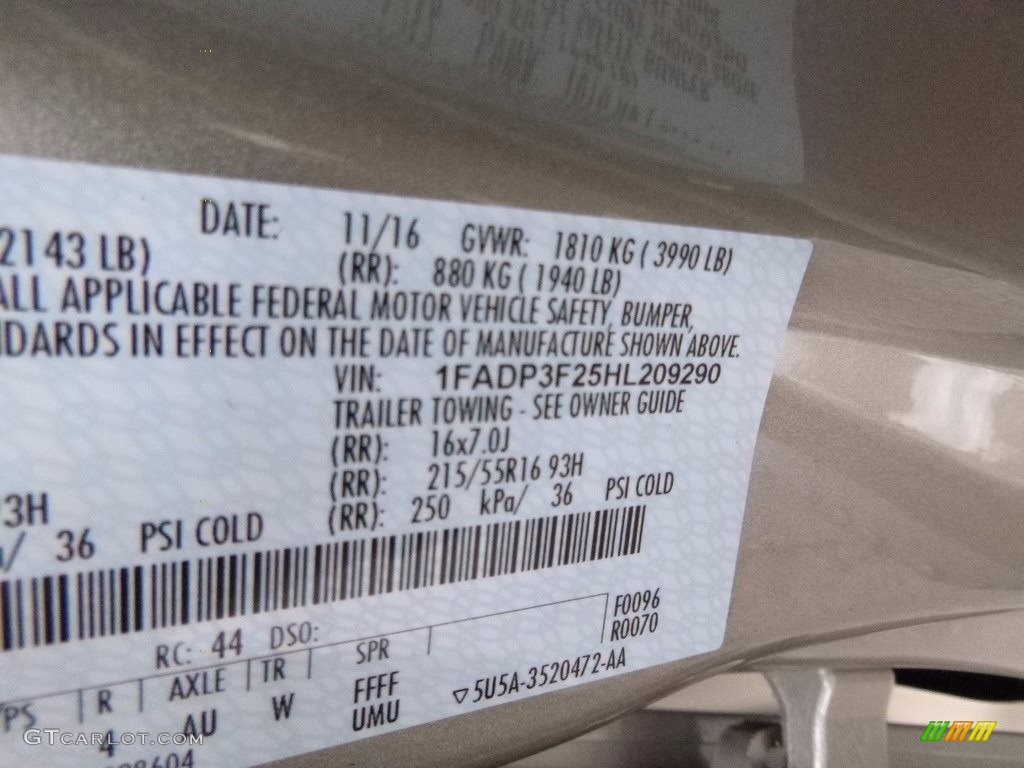 DATE: 11/16 GVWR: 1810 KG ( 3990 LB)
2143 LB) (RR): 880 KG ( 1940 LB)
ALL APPLICABLE FEDERAL MOTOR VEHICLE SAFETY, BUMPER,
NDARDS IN EFFECT ON THE DATE OF MANUFACTURE SHOWN ABOVE.
VIN: 1FADP3F25HL209290
TRAILER TOWING - SEE OWNER GUIDE
(RR): 16x7.0J
93H (RR): 215/55R16 93H
a/ 36 PSI COLD (RR): 250 kPa/ 36 PSI COLD
F0096
RC: 44 DSO: R0070
/PS R AXLE TR SPR
4 AU W FFFF
UMU ▽5U5A-3520472-AA
GTcarlot.com